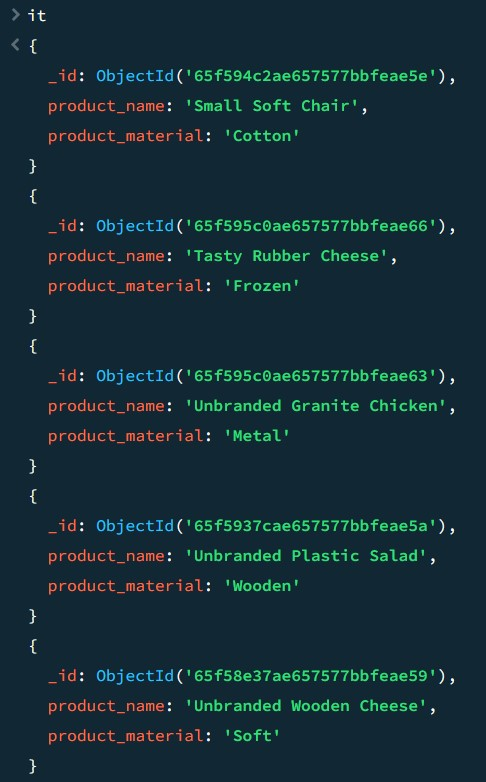 > it
< {
_id: ObjectId('65f594c2ae657577bbfeae5e'),
product_name: 'Small Soft Chair',
product_material: 'Cotton'
}
{
_id: ObjectId('65f595c0ae657577bbfeae66'),
product_name: 'Tasty Rubber Cheese',
product_material: 'Frozen'
}
{
_id: ObjectId('65f595c0ae657577bbfeae63'),
product_name: 'Unbranded Granite Chicken',
product_material: 'Metal'
}
{
_id: ObjectId('65f5937cae657577bbfeae5a'),
product_name: 'Unbranded Plastic Salad',
product_material: 'Wooden'
}
{
_id: ObjectId('65f58e37ae657577bbfeae59'),
product_name: 'Unbranded Wooden Cheese',
product_material: 'Soft'
}